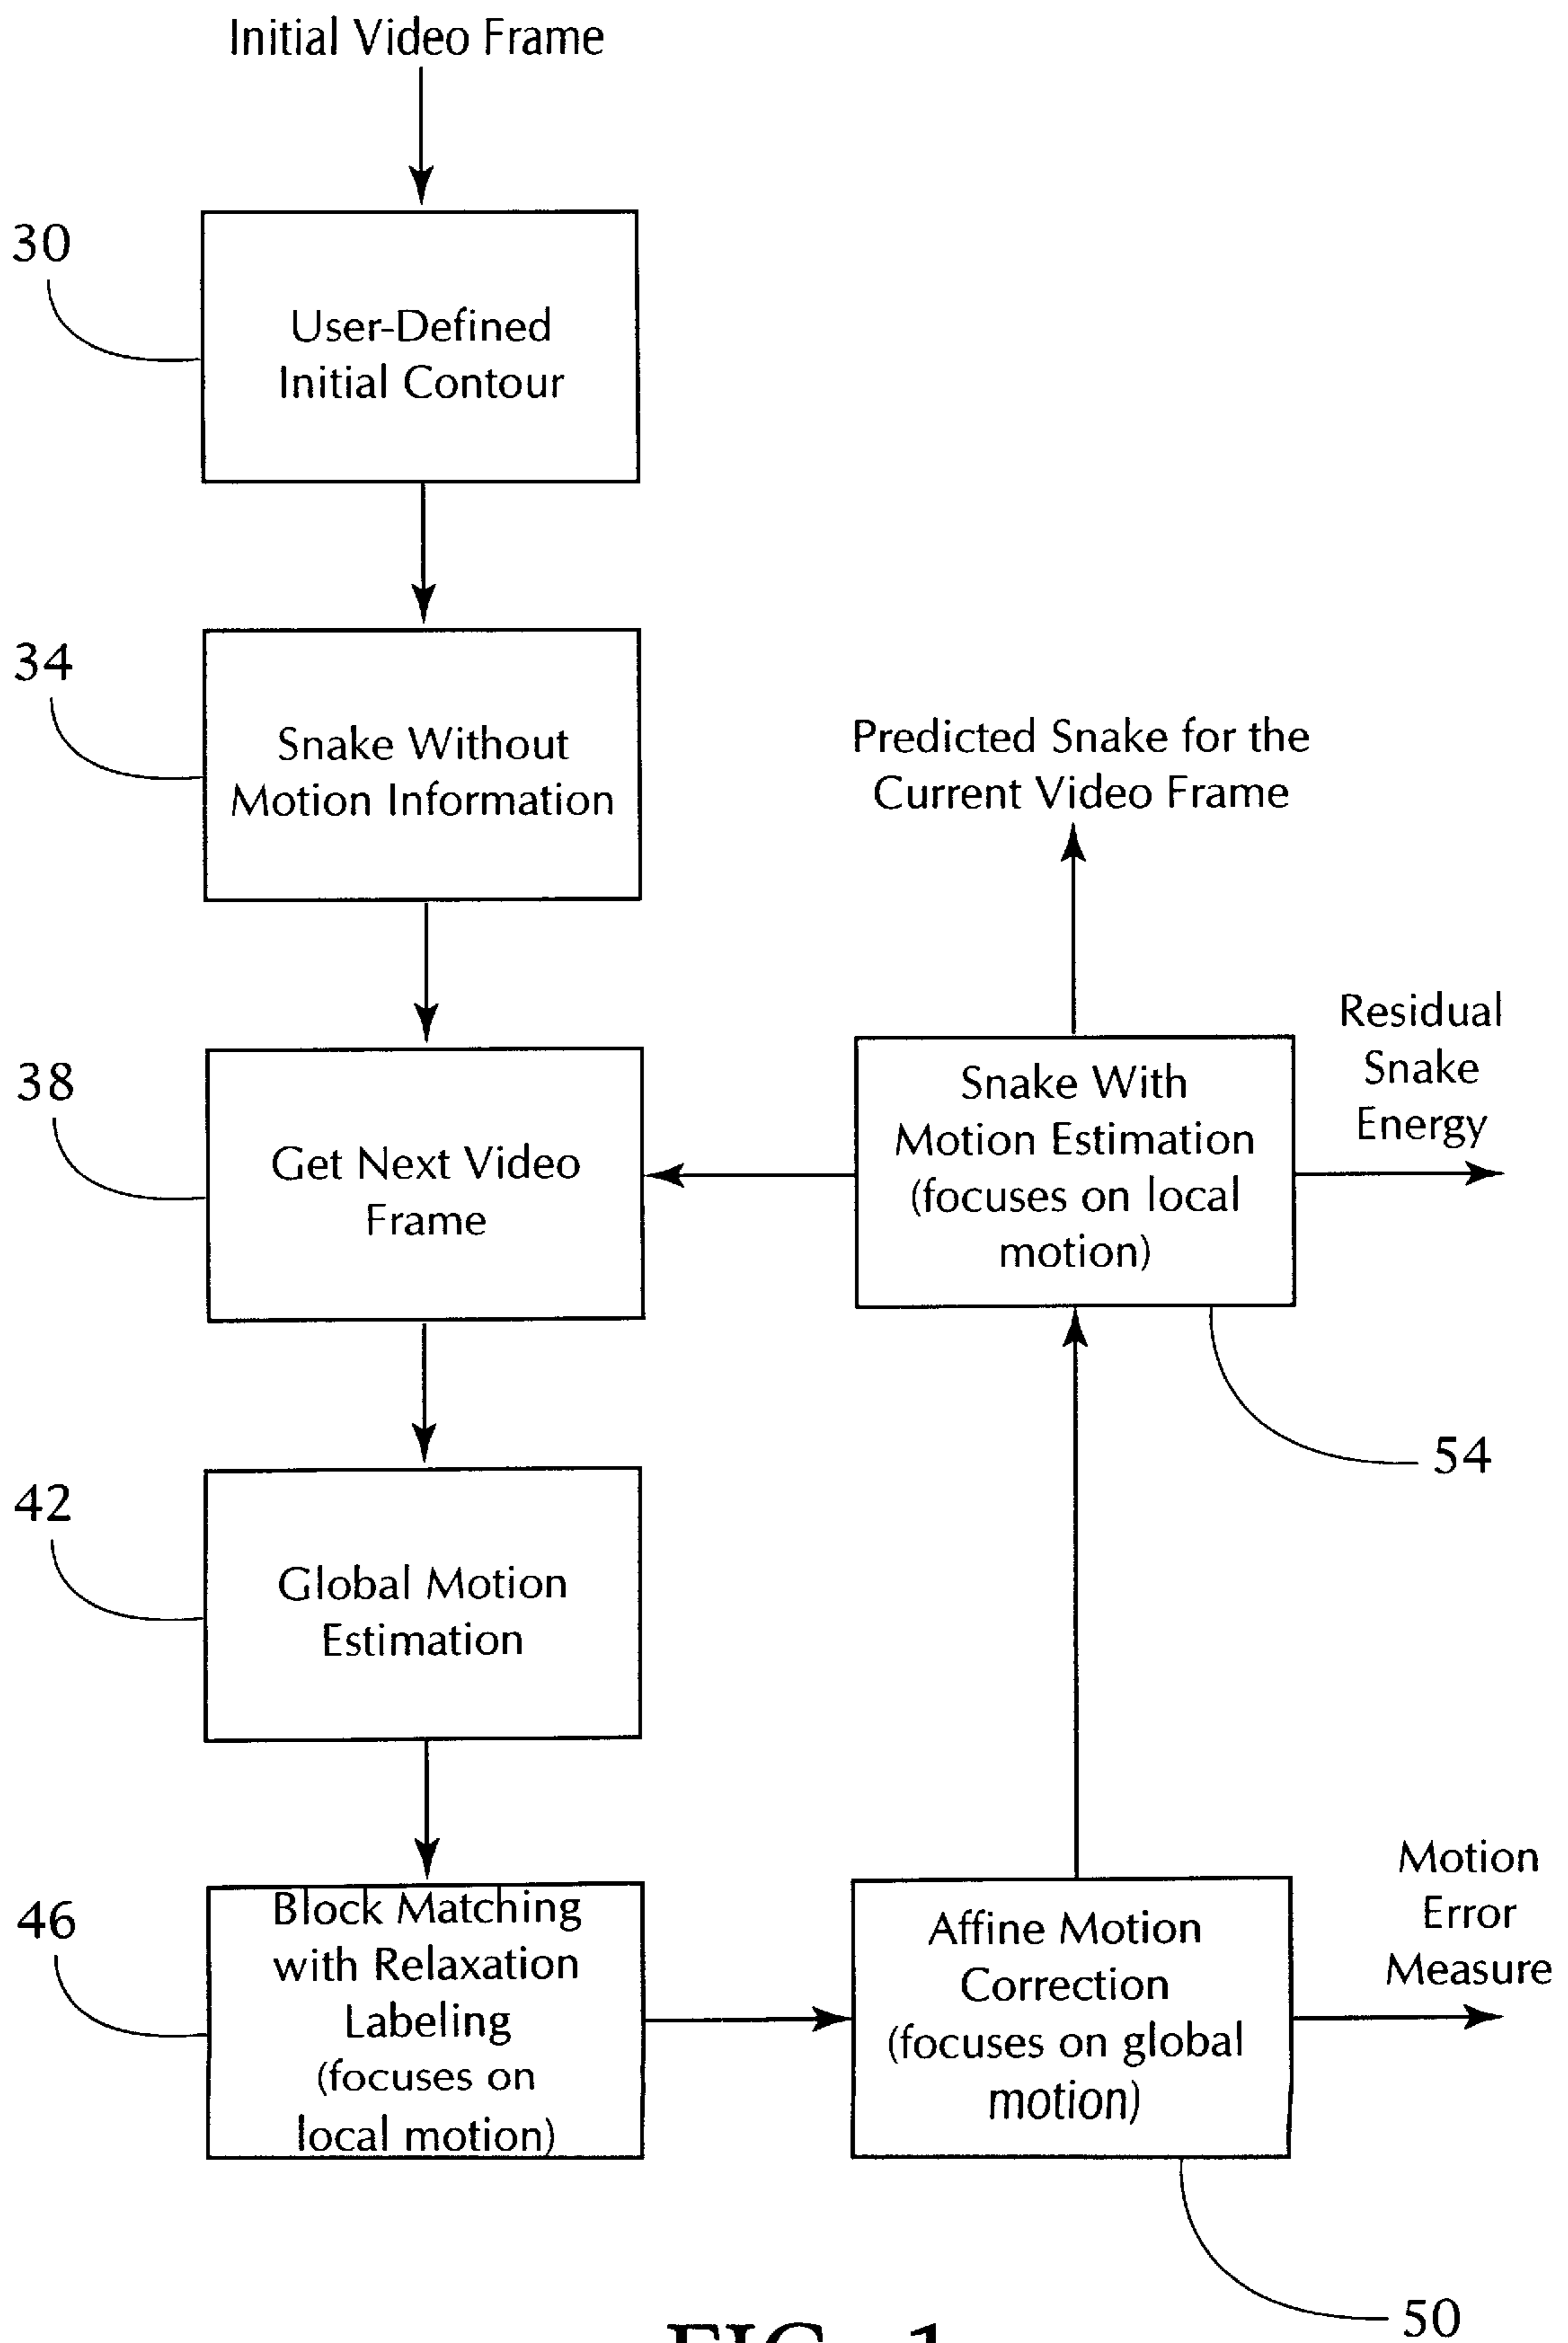 Initial Video Frame
30
User-Defined
Initial Contour
34
Snake Without
Motion Information
Predicted Snake for the
Current Video Frame
38
Get Next Video
Frame
Snake With
Motion Estimation
(focuses on local
motion)
Residual
Snake
Energy
54
42
Global Motion
Estimation
46
Block Matching
with Relaxation
Labeling
(focuses on
local motion)
Affine Motion
Correction
(focuses on global
motion)
Motion
Error
Measure
50
FIG. 1